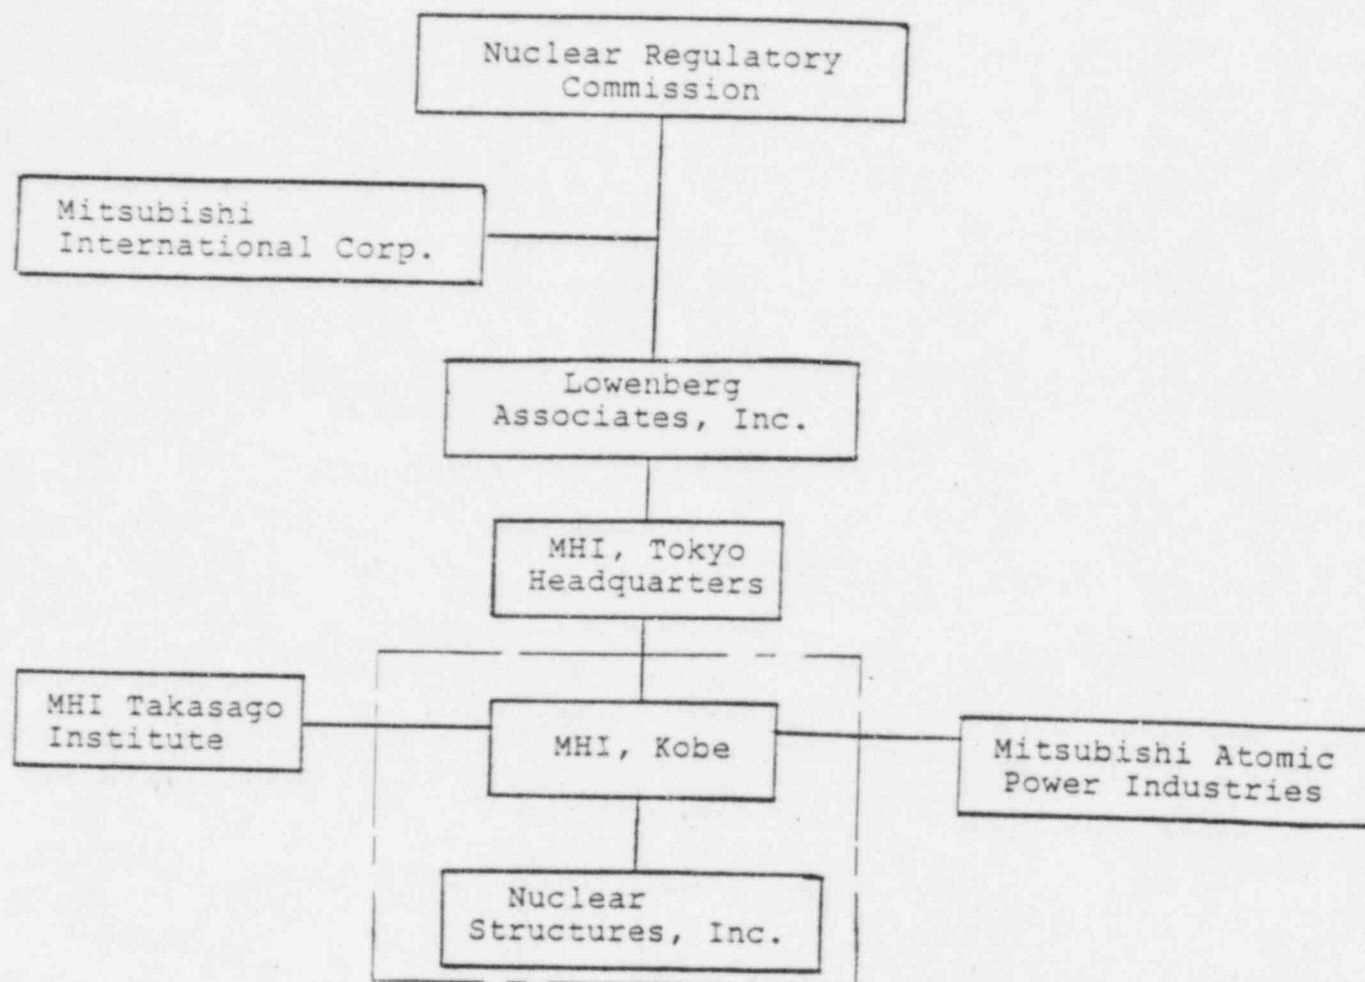 Nuclear Regulatory
Commission
Mitsubishi
International Corp.
Lowenberg
Associates, Inc.
MHI, Tokyo
Headquarters
MHI Takasago
Institute
MHI, Kobe
Mitsubishi Atomic
Power Industries
Nuclear
Structures, Inc.